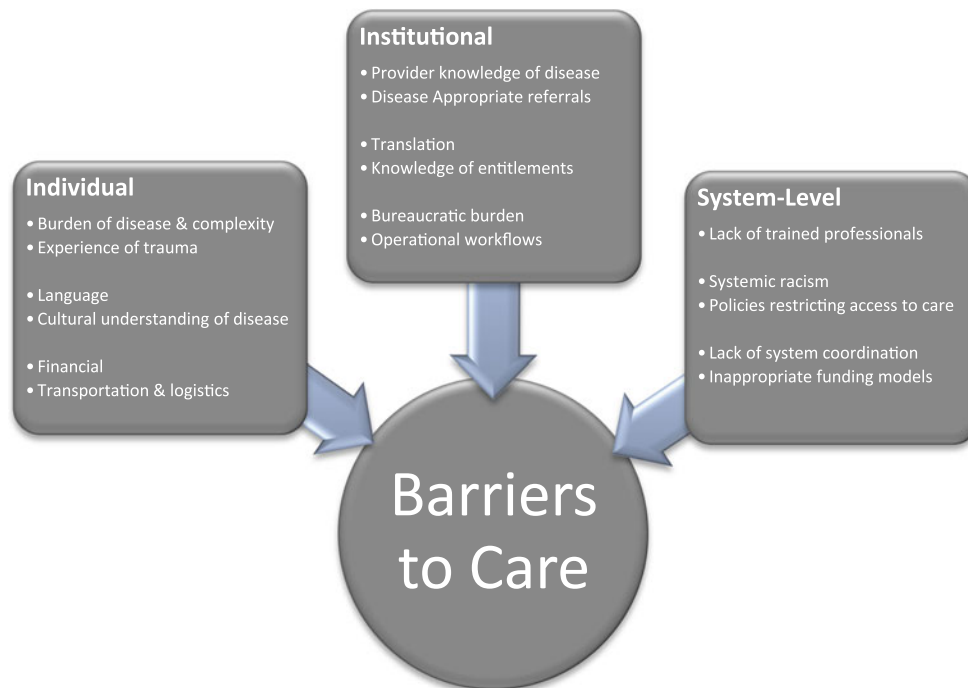 Individual
• Burden of disease & complexity
• Experience of trauma
• Language
• Cultural understanding of disease
• Financial
• Transportation & logistics
Institutional
• Provider knowledge of disease
• Disease Appropriate referrals
• Translation
• Knowledge of entitlements
• Bureaucratic burden
• Operational workflows
System-Level
• Lack of trained professionals
• Systemic racism
• Policies restricting access to care
• Lack of system coordination
• Inappropriate funding models
Barriers
to Care